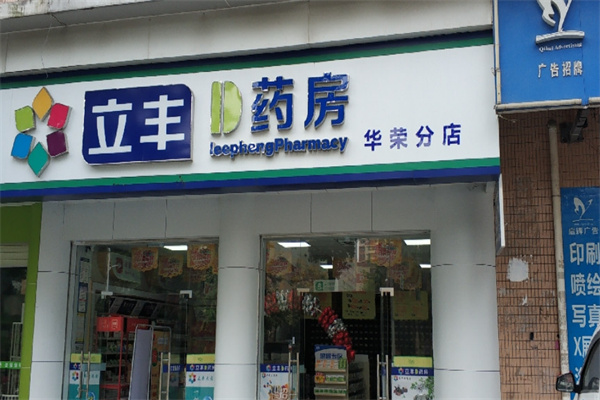 立丰 药房
leephengPharmacy
华荣分店
广告招牌
印刷
喷绘
写真